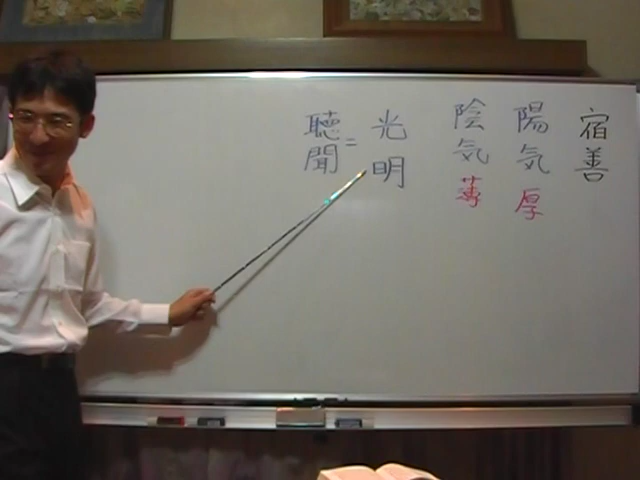 宿善
陽気 厚
陰気 薄
光明
=
聴聞